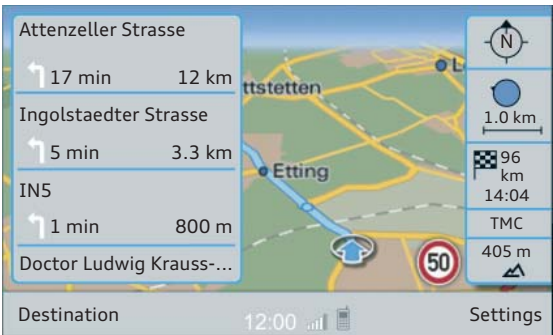 Attenzeller Strasse
17 min 12 km
Ingolstaedter Strasse
5 min 3.3 km
IN5
1 min 800 m
Doctor Ludwig Krauss-...
ttstetten
Etting
L
50
N
1.0 km
96
km
14:04
TMC
405 m
Destination
12:00
Settings